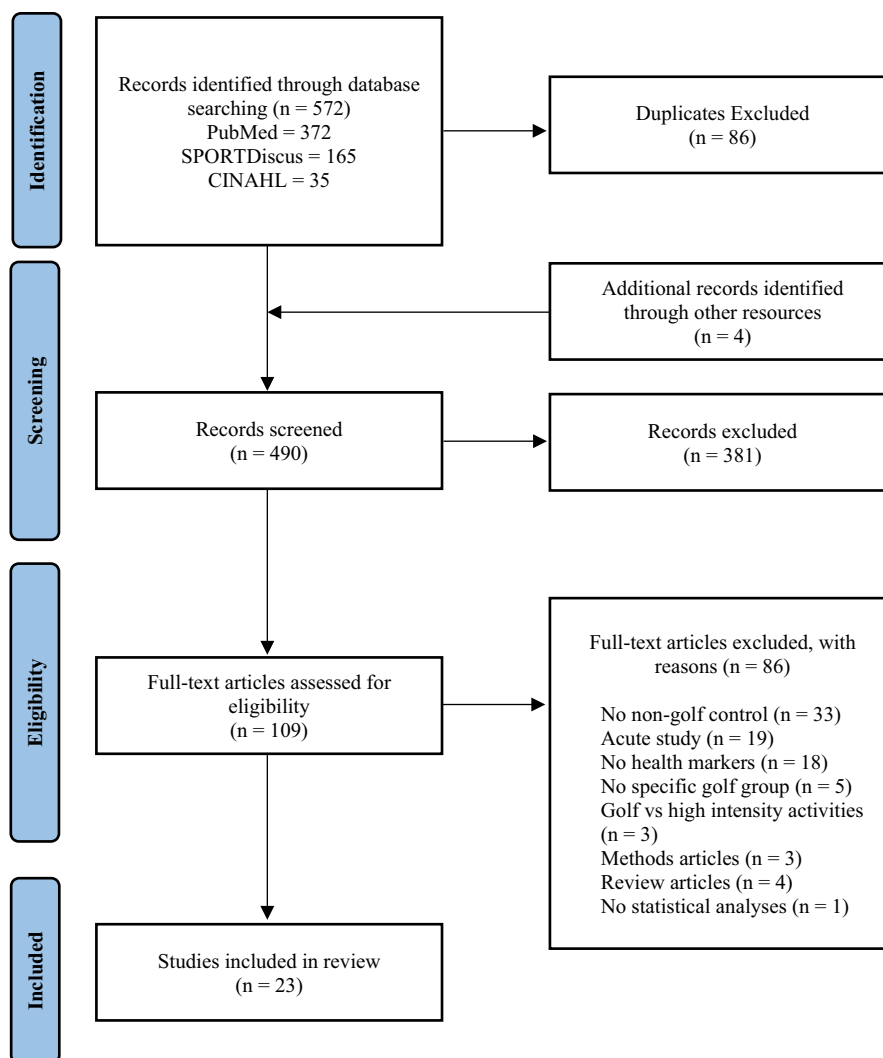 Identification
Records identified through database
searching (n = 572)
PubMed = 372
SPORTDiscus = 165
CINAHL = 35
Duplicates Excluded
(n = 86)
Screening
Additional records identified
through other resources
(n = 4)
Records screened
(n = 490)
Records excluded
(n = 381)
Eligibility
Full-text articles assessed for
eligibility
(n = 109)
Full-text articles excluded, with
reasons (n = 86)
No non-golf control (n = 33)
Acute study (n = 19)
No health markers (n = 18)
No specific golf group (n = 5)
Golf vs high intensity activities
(n = 3)
Methods articles (n = 3)
Review articles (n = 4)
No statistical analyses (n = 1)
Included
Studies included in review
(n = 23)